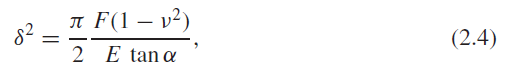 δ² = π/2 F(1 − ν²)/E tan α, (2.4)